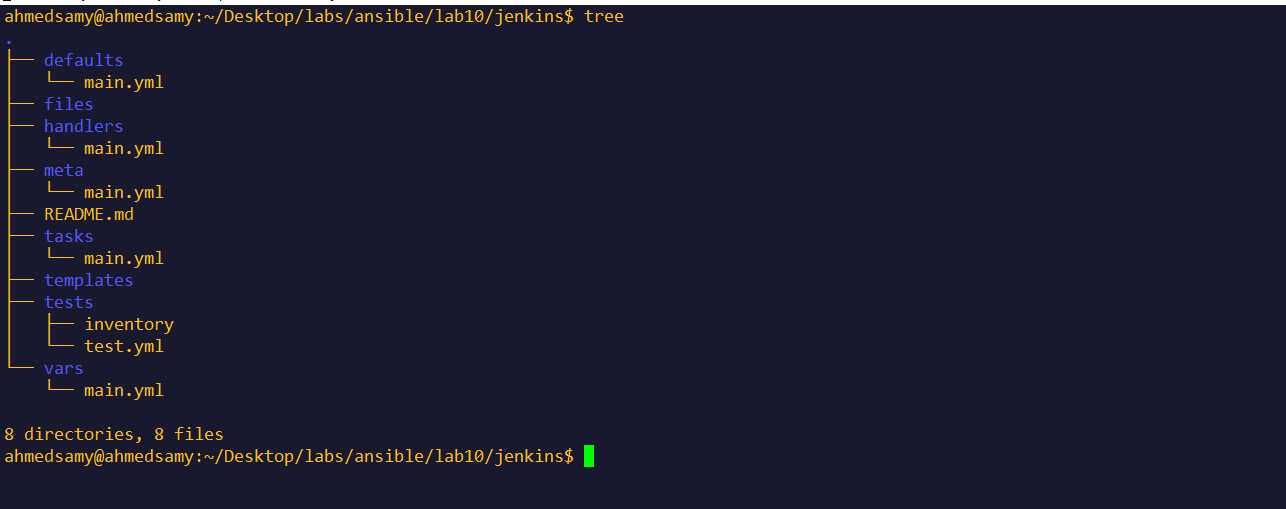 ahmedsamy@ahmedsamy:~/Desktop/labs/ansible/lab10/jenkins$ tree
.
├── defaults
│   └── main.yml
├── files
├── handlers
│   └── main.yml
├── meta
│   └── main.yml
├── README.md
├── tasks
│   └── main.yml
├── templates
├── tests
│   ├── inventory
│   └── test.yml
└── vars
    └── main.yml

8 directories, 8 files
ahmedsamy@ahmedsamy:~/Desktop/labs/ansible/lab10/jenkins$